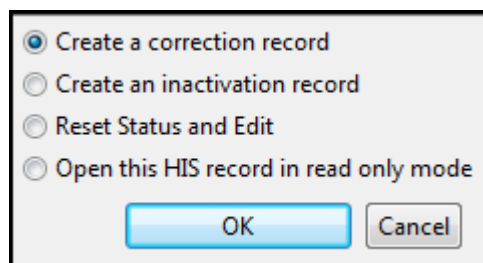 Create a correction record
Create an inactivation record
Reset Status and Edit
Open this HIS record in read only mode
OK Cancel